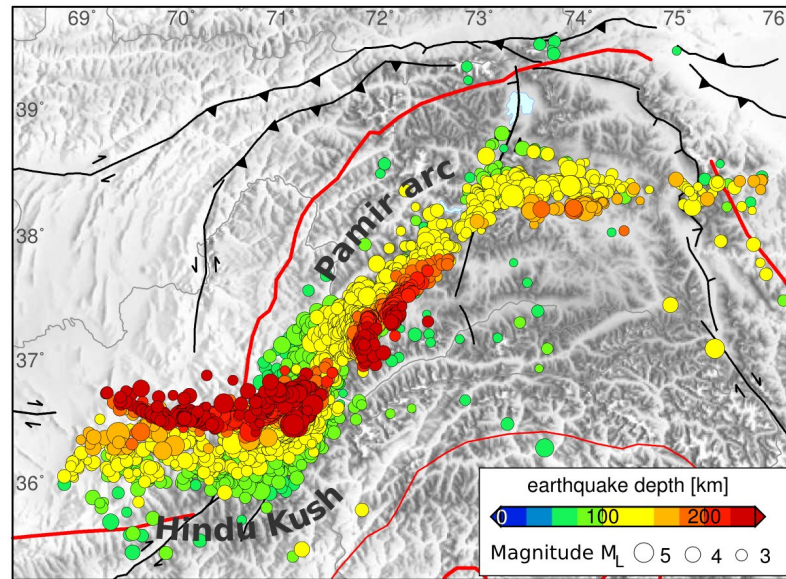 69° 70° 71° 72° 73° 74° 75° 76°
39°
38°
37°
36°
Pamir arc
Hindu Kush
earthquake depth [km]
0 100 200
Magnitude M_L 5 4 3